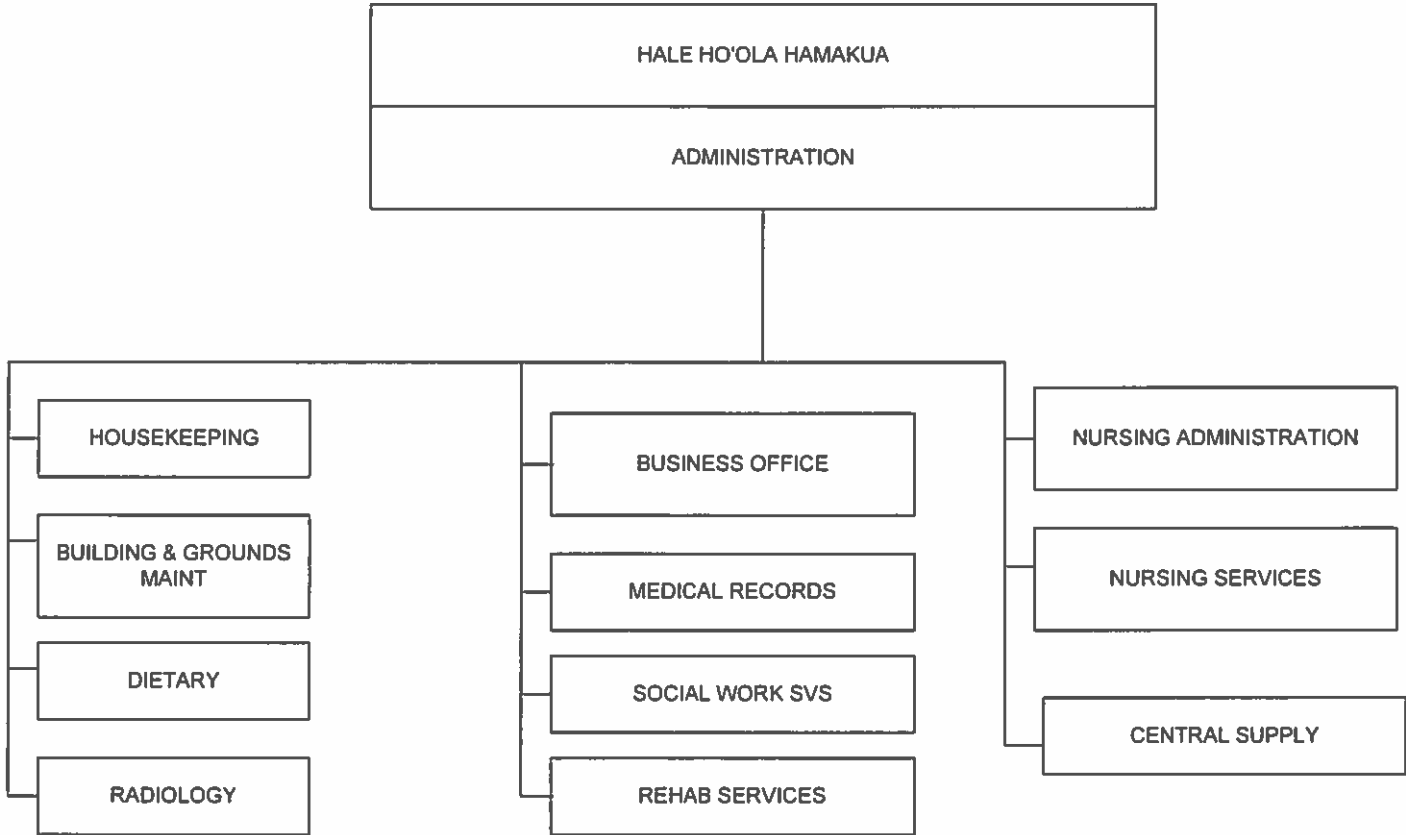 HALE HO'OLA HAMAKUA
ADMINISTRATION
HOUSEKEEPING
BUILDING & GROUNDS
MAINT
DIETARY
RADIOLOGY
BUSINESS OFFICE
MEDICAL RECORDS
SOCIAL WORK SVS
REHAB SERVICES
NURSING ADMINISTRATION
NURSING SERVICES
CENTRAL SUPPLY